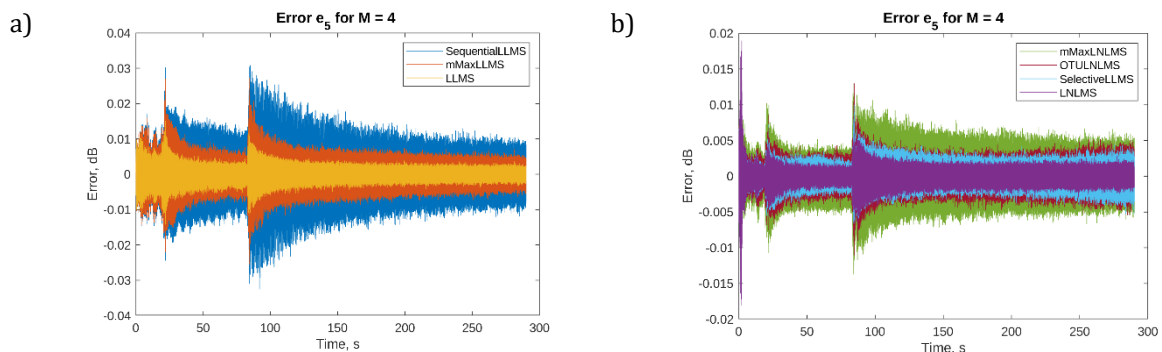 a)
Error e5 for M = 4
0.04
0.03
0.02
0.01
0
-0.01
-0.02
-0.03
-0.04
Error, dB
SequentialLLMS
mMaxLLMS
LLMS
0 50 100 150 200 250 300
Time, s
b)
Error e5 for M = 4
0.02
0.015
0.01
0.005
0
-0.005
-0.01
-0.015
-0.02
Error, dB
mMaxLNLMS
OTULNLMS
SelectiveLLMS
LNLMS
0 50 100 150 200 250 300
Time, s